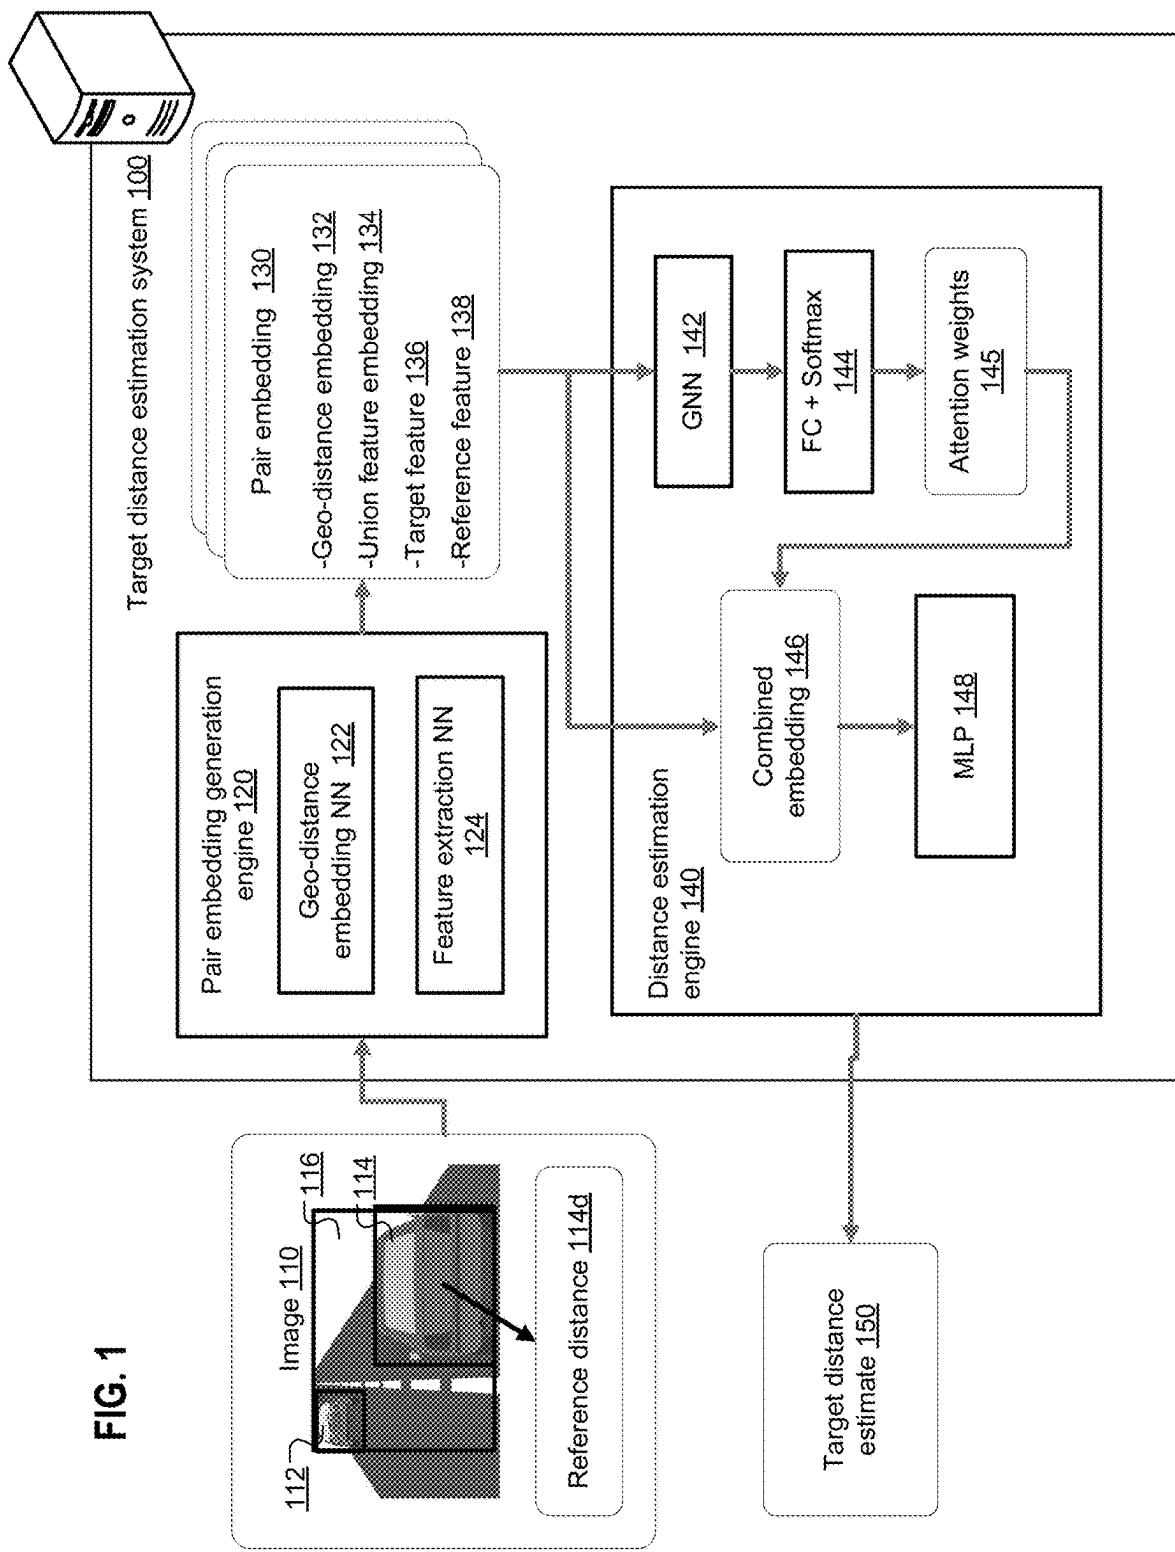 FIG. 1
Image 110
112
116
114
Reference distance 114d
Target distance estimation system 100
Pair embedding generation
engine 120
Geo-distance
embedding NN 122
Feature extraction NN
124
Pair embedding 130
-Geo-distance embedding 132
-Union feature embedding 134
-Target feature 136
-Reference feature 138
Distance estimation
engine 140
GNN 142
FC + Softmax
144
Attention weights
145
Combined
embedding 146
MLP 148
Target distance
estimate 150